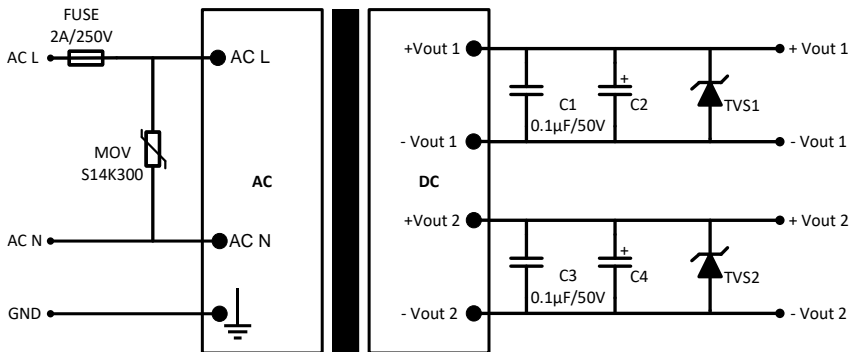 FUSE
2A/250V
AC L
AC L
MOV
S14K300
AC
AC N
AC N
GND
DC
+Vout 1
+ Vout 1
C1
0.1µF/50V
+
C2
TVS1
- Vout 1
- Vout 1
+Vout 2
+ Vout 2
C3
0.1µF/50V
+
C4
TVS2
- Vout 2
- Vout 2